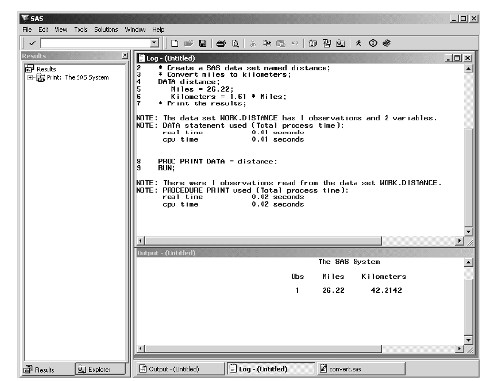 SAS
File Edit View Tools Solutions Window Help
Results
Results
Print: The SAS System
Log - (Untitled)
2 * Create a SAS data set named distance;
3 * Convert miles to kilometers;
4 DATA distance;
5 Miles = 26.22;
6 Kilometers = 1.61 * Miles;
7 * Print the results;
NOTE: The data set WORK.DISTANCE has 1 observations and 2 variables.
NOTE: DATA statement used (Total process time):
real time 0.01 seconds
cpu time 0.01 seconds
8 PROC PRINT DATA = distance;
9 RUN;
NOTE: There were 1 observations read from the data set WORK.DISTANCE.
NOTE: PROCEDURE PRINT used (Total process time):
real time 0.02 seconds
cpu time 0.02 seconds
Output - (Untitled)
The SAS System
Obs Miles Kilometers
1 26.22 42.2142
Results Explorer Output - (Untitled) Log - (Untitled) convert.sas